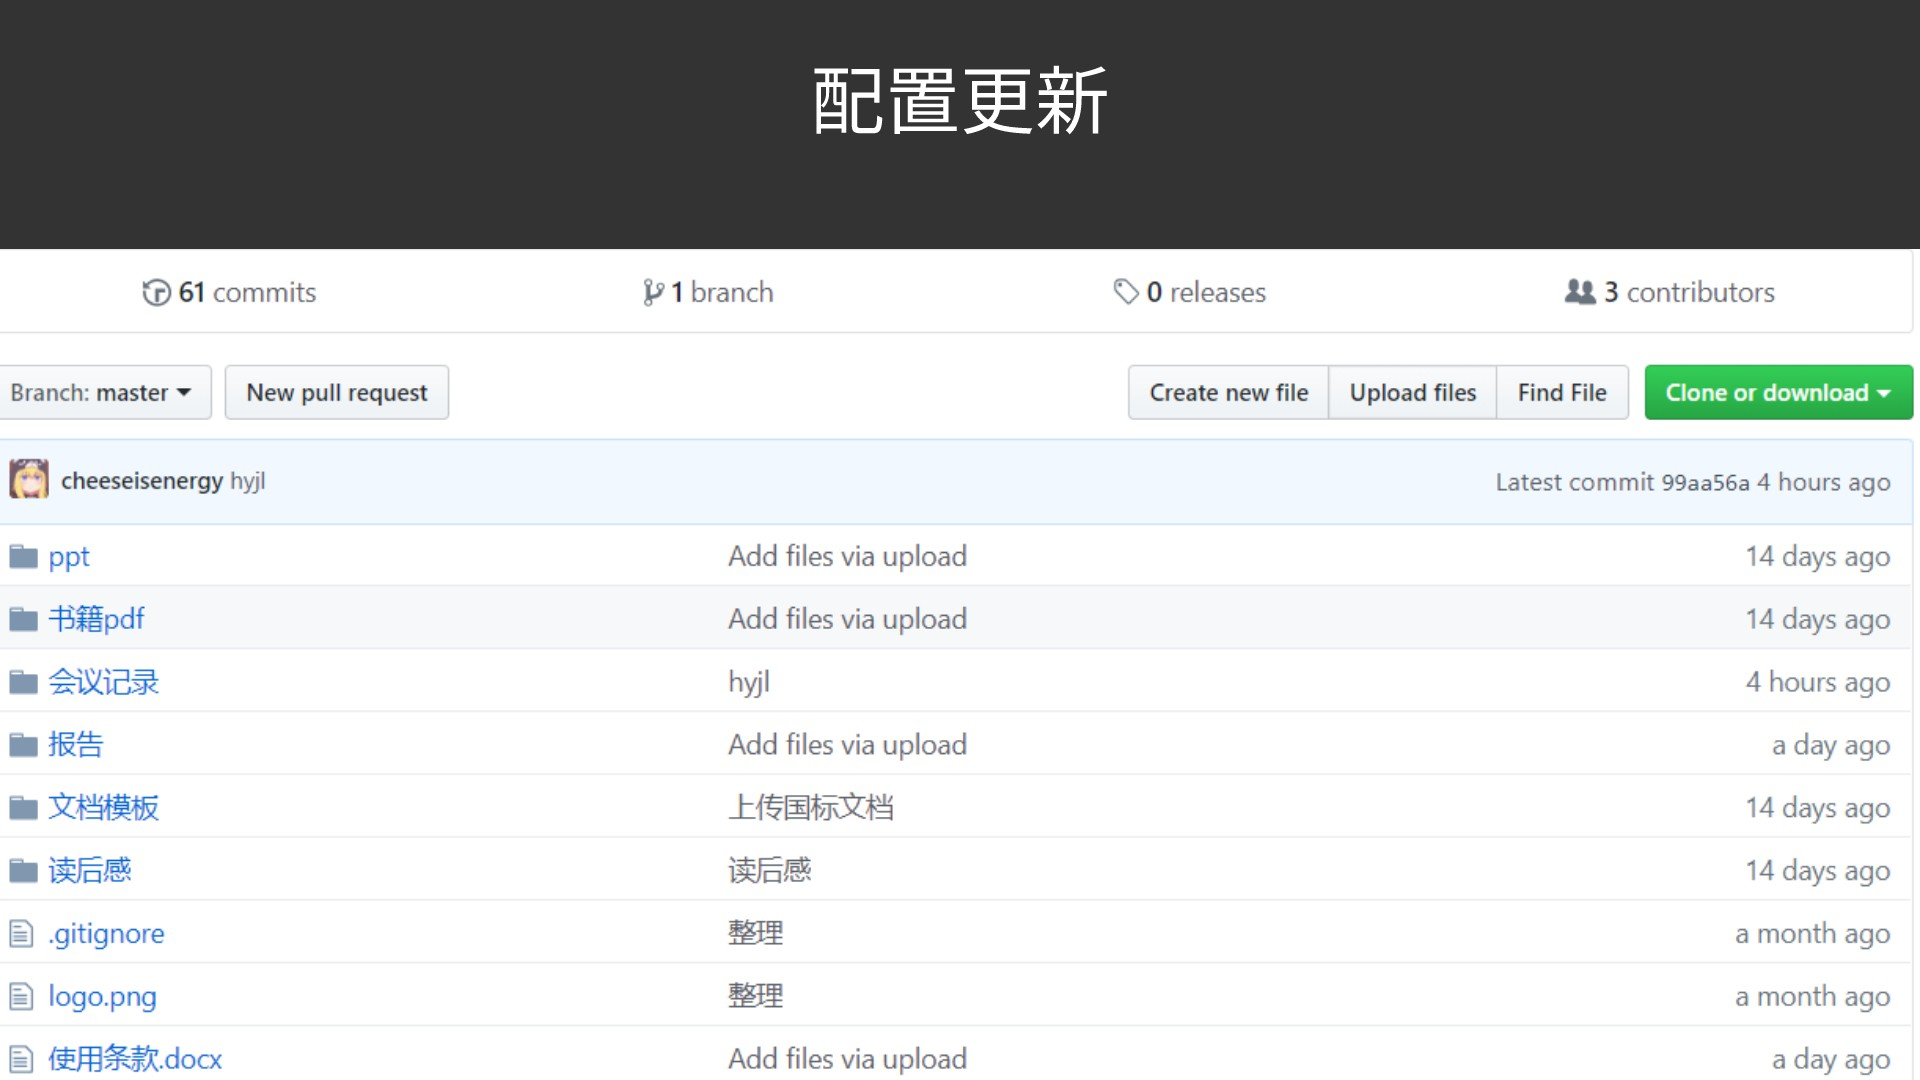 配置更新
61 commits 1 branch 0 releases 3 contributors
Branch: master New pull request Create new file Upload files Find File Clone or download
cheeseisenergy hyjl Latest commit 99aa56a 4 hours ago
ppt Add files via upload 14 days ago
书籍pdf Add files via upload 14 days ago
会议记录 hyjl 4 hours ago
报告 Add files via upload a day ago
文档模板 上传国标文档 14 days ago
读后感 读后感 14 days ago
.gitignore 整理 a month ago
logo.png 整理 a month ago
使用条款.docx Add files via upload a day ago